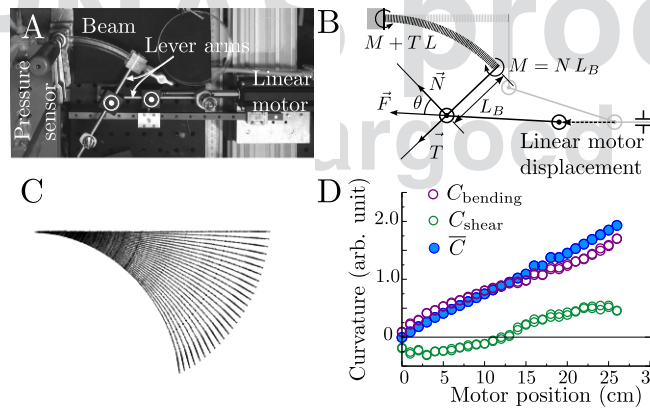 A
Beam
Lever arms
Pressure
sensor
Linear
motor
B
M + T L
M = N L_B
N⃗
F⃗
θ
L_B
T⃗
Linear motor
displacement
C
D
C_bending
C_shear
C̅
Curvature (arb. unit)
2.0
1.0
0
0
5
10
15
20
25
3
Motor position (cm)